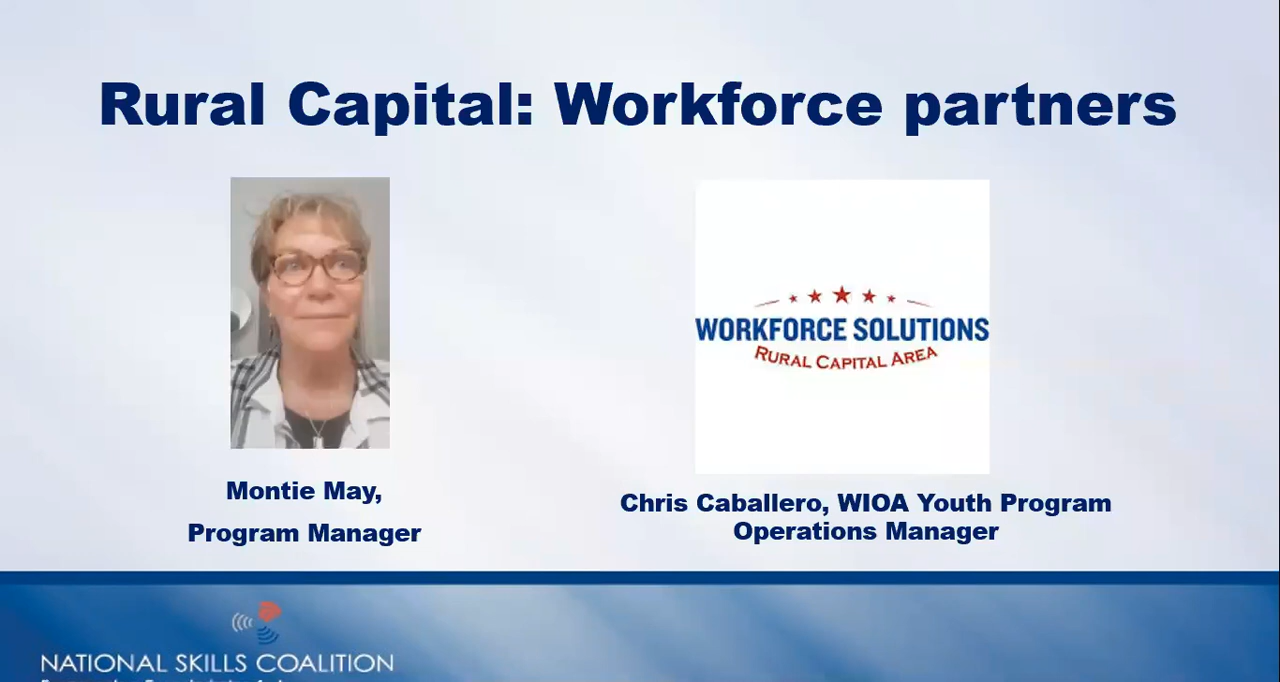 Rural Capital: Workforce partners
WORKFORCE SOLUTIONS
RURAL CAPITAL AREA
Montie May,
Program Manager
Chris Caballero, WIOA Youth Program
Operations Manager
NATIONAL SKILLS COALITION